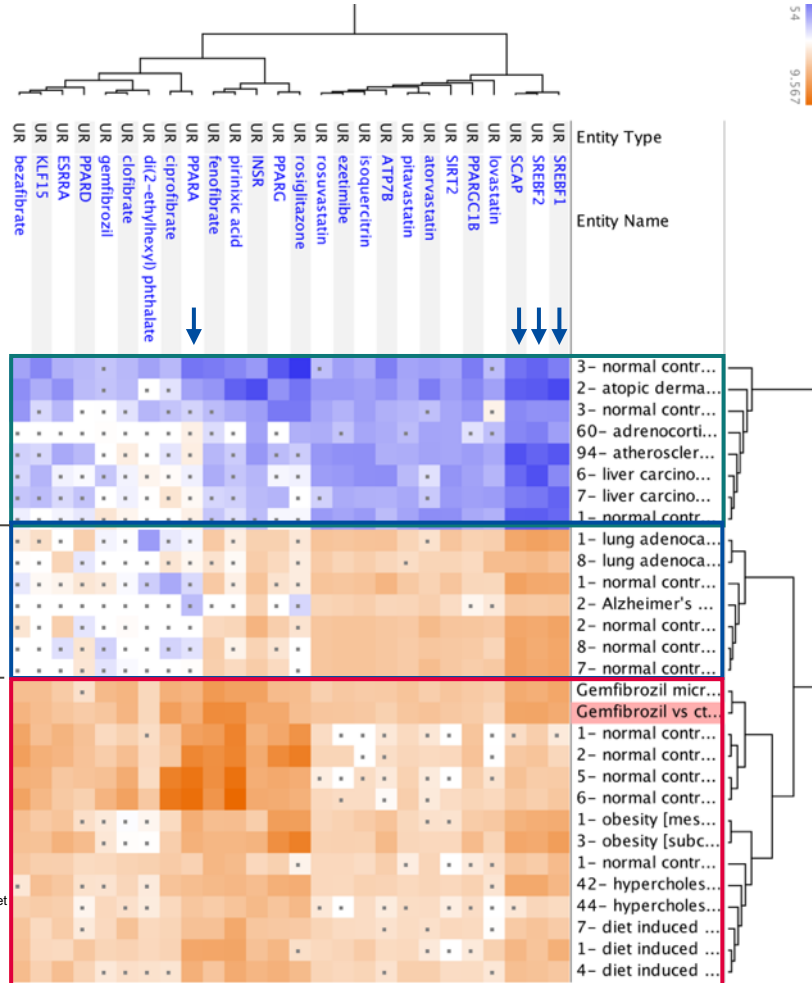 54
9.567
Entity Type
Entity Name
UR bezafibrate
UR KLF15
UR ESRRA
UR PPARD
UR gemfibrozil
UR clofibrate
UR di(2-ethylhexyl) phthalate
UR ciprofibrate
UR PPARA
UR fenofibrate
UR pirinixic acid
UR INSR
UR PPARG
UR rosiglitazone
UR rosuvastatin
UR ezetimibe
UR isoquercitrin
UR ATP7B
UR pitavastatin
UR atorvastatin
UR SIRT2
UR PPARGC1B
UR lovastatin
UR SCAP
UR SREBF2
UR SREBF1
3- normal contr...
2- atopic derma...
3- normal contr...
60- adrenocorti...
94- atheroscler...
6- liver carcino...
7- liver carcino...
1- normal contr...
1- lung adenoca...
8- lung adenoca...
1- normal contr...
2- Alzheimer's ...
2- normal contr...
8- normal contr...
7- normal contr...
Gemfibrozil micr...
Gemfibrozil vs ct...
1- normal contr...
2- normal contr...
5- normal contr...
6- normal contr...
1- obesity [mes...
3- obesity [subc...
1- normal contr...
42- hypercholes...
44- hypercholes...
7- diet induced ...
1- diet induced ...
4- diet induced ...
et